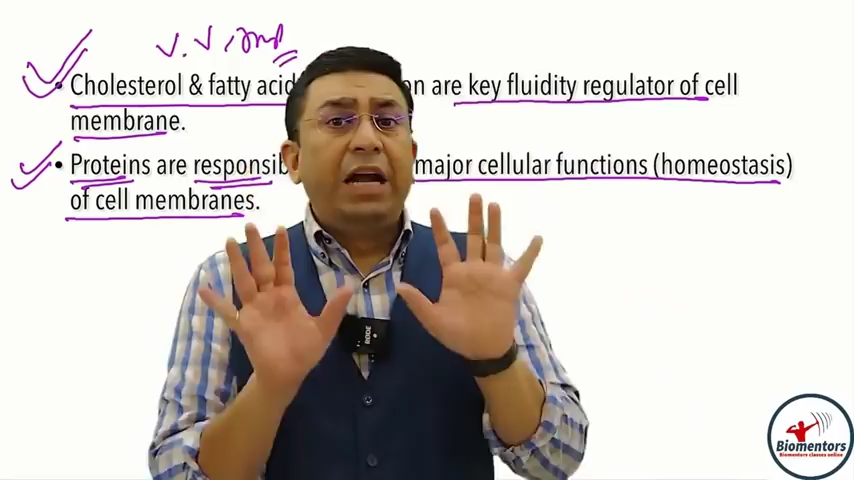 V. V. imp
• Cholesterol & fatty acid on are key fluidity regulator of cell
membrane.
• Proteins are responsib major cellular functions (homeostasis)
of cell membranes.
RODE
Biomentors
Biomentors classes online